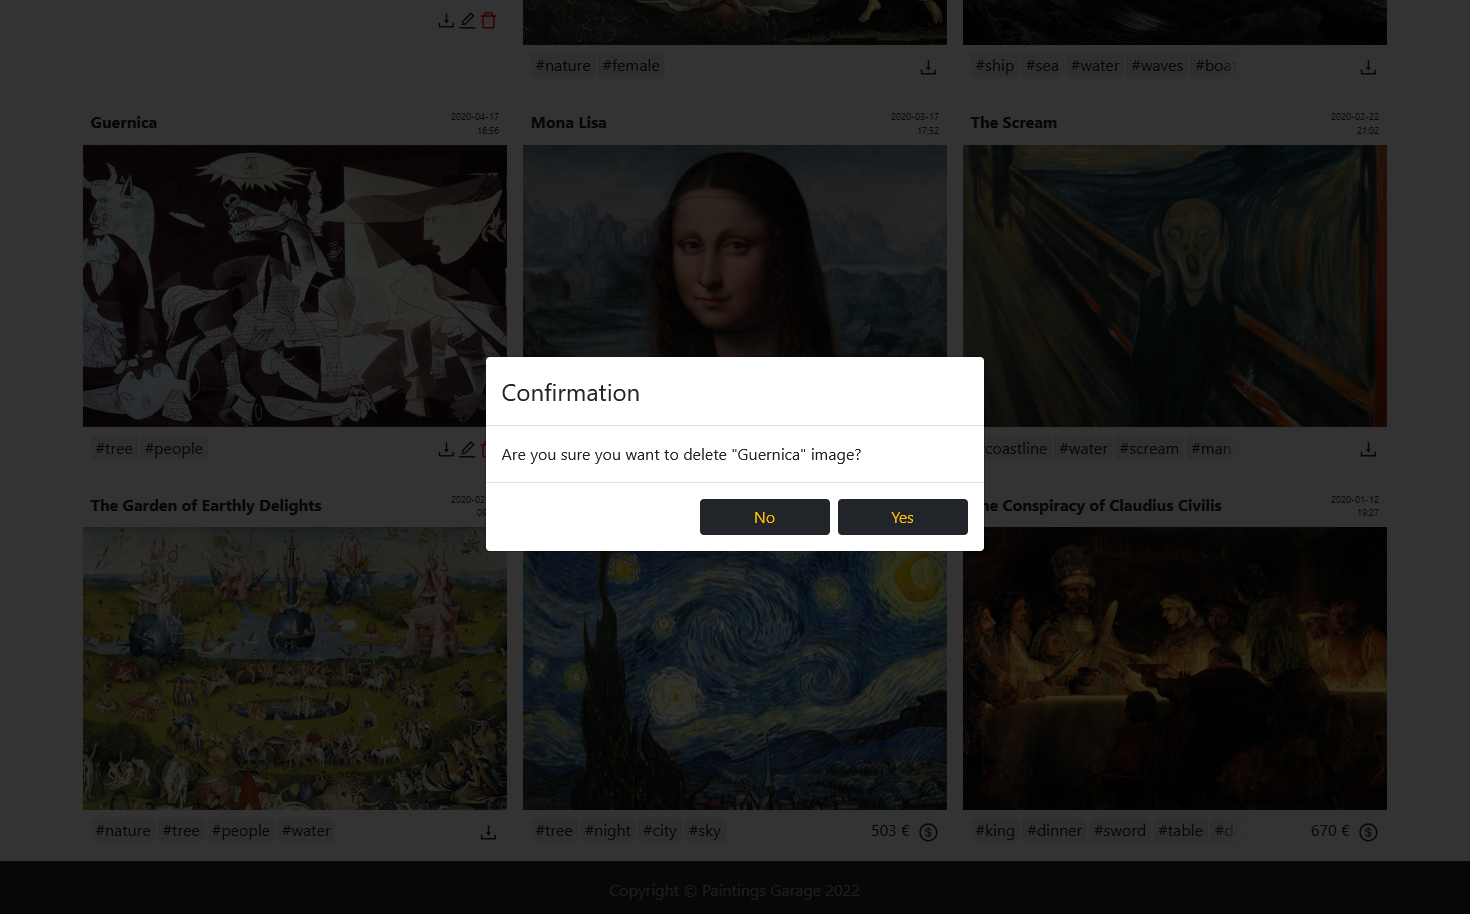 #nature #female
#ship #sea #water #waves
Guernica
2020-04-17
16:56
Mona Lisa
2020-03-17
17:52
The Scream
2020-02-22
21:02
#tree #people
coastline #water #scream #man
Confirmation
Are you sure you want to delete "Guernica" image?
No
Yes
The Garden of Earthly Delights
2020-02
The Conspiracy of Claudius Civilis
2020-01-12
19:27
#nature #tree #people #water
#tree #night #city #sky
503 €
#king #dinner #sword #table
670 €
Copyright © Paintings Garage 2022